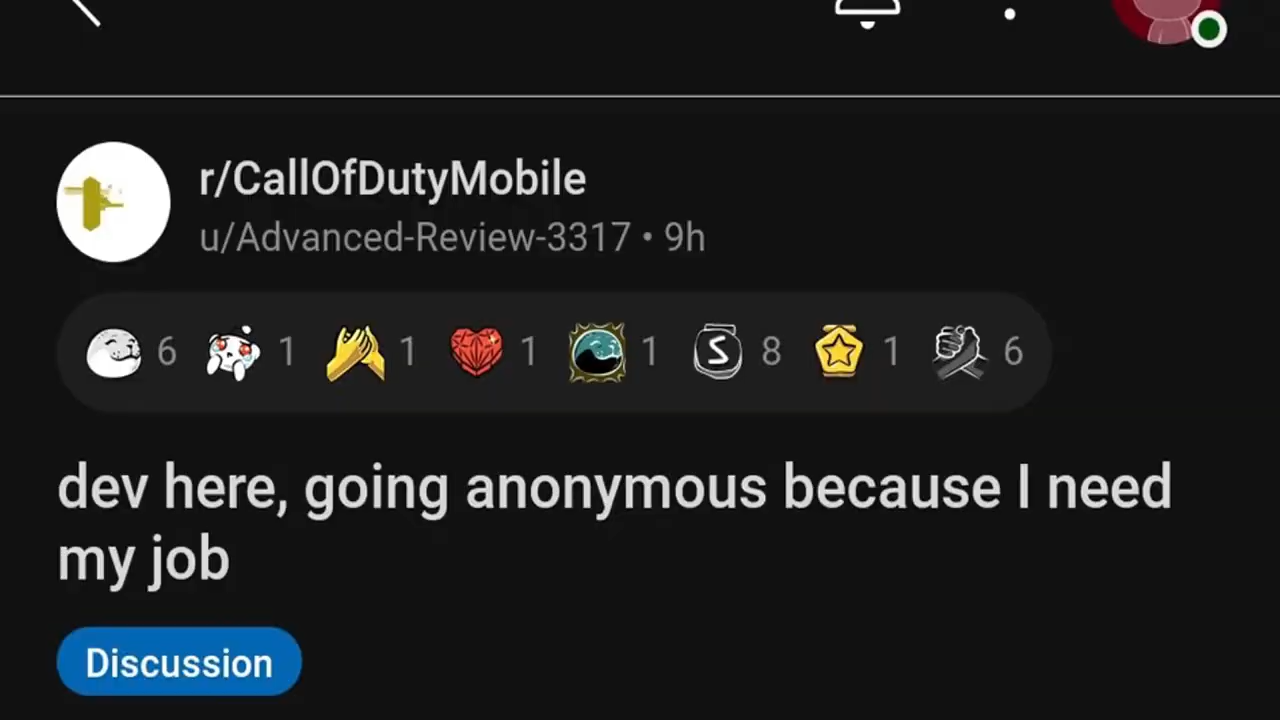 r/CallOfDutyMobile
u/Advanced-Review-3317 • 9h
6 1 1 1 1 S 8 1 6
dev here, going anonymous because I need
my job
Discussion